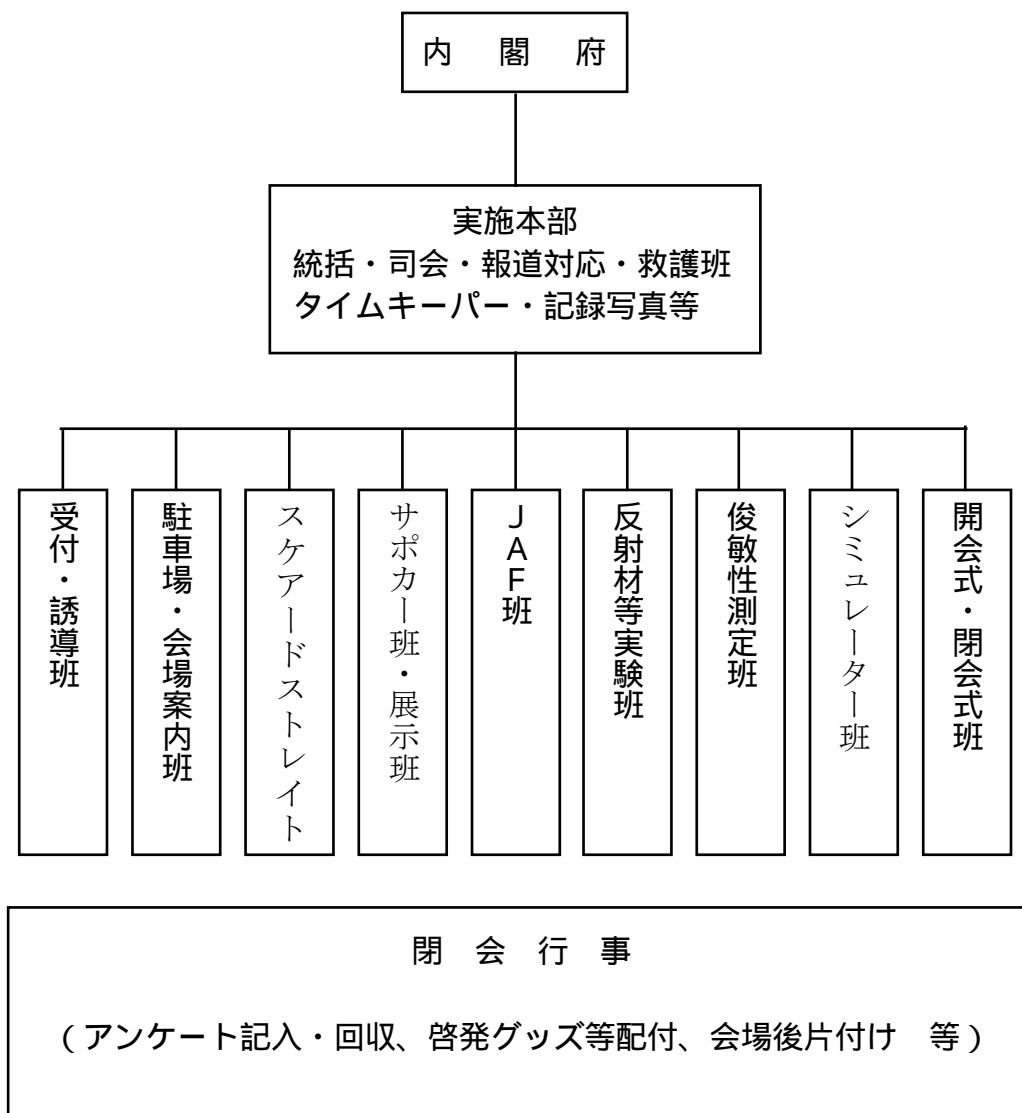 内　閣　府
実施本部
統括・司会・報道対応・救護班
タイムキーパー・記録写真等
受付・誘導班
駐車場・会場案内班
スケアードストレイト
サポカー班・展示班
ＪＡＦ班
反射材等実験班
俊敏性測定班
シミュレーター班
開会式・閉会式班
閉　会　行　事
（アンケート記入・回収、啓発グッズ等配付、会場後片付け　等）